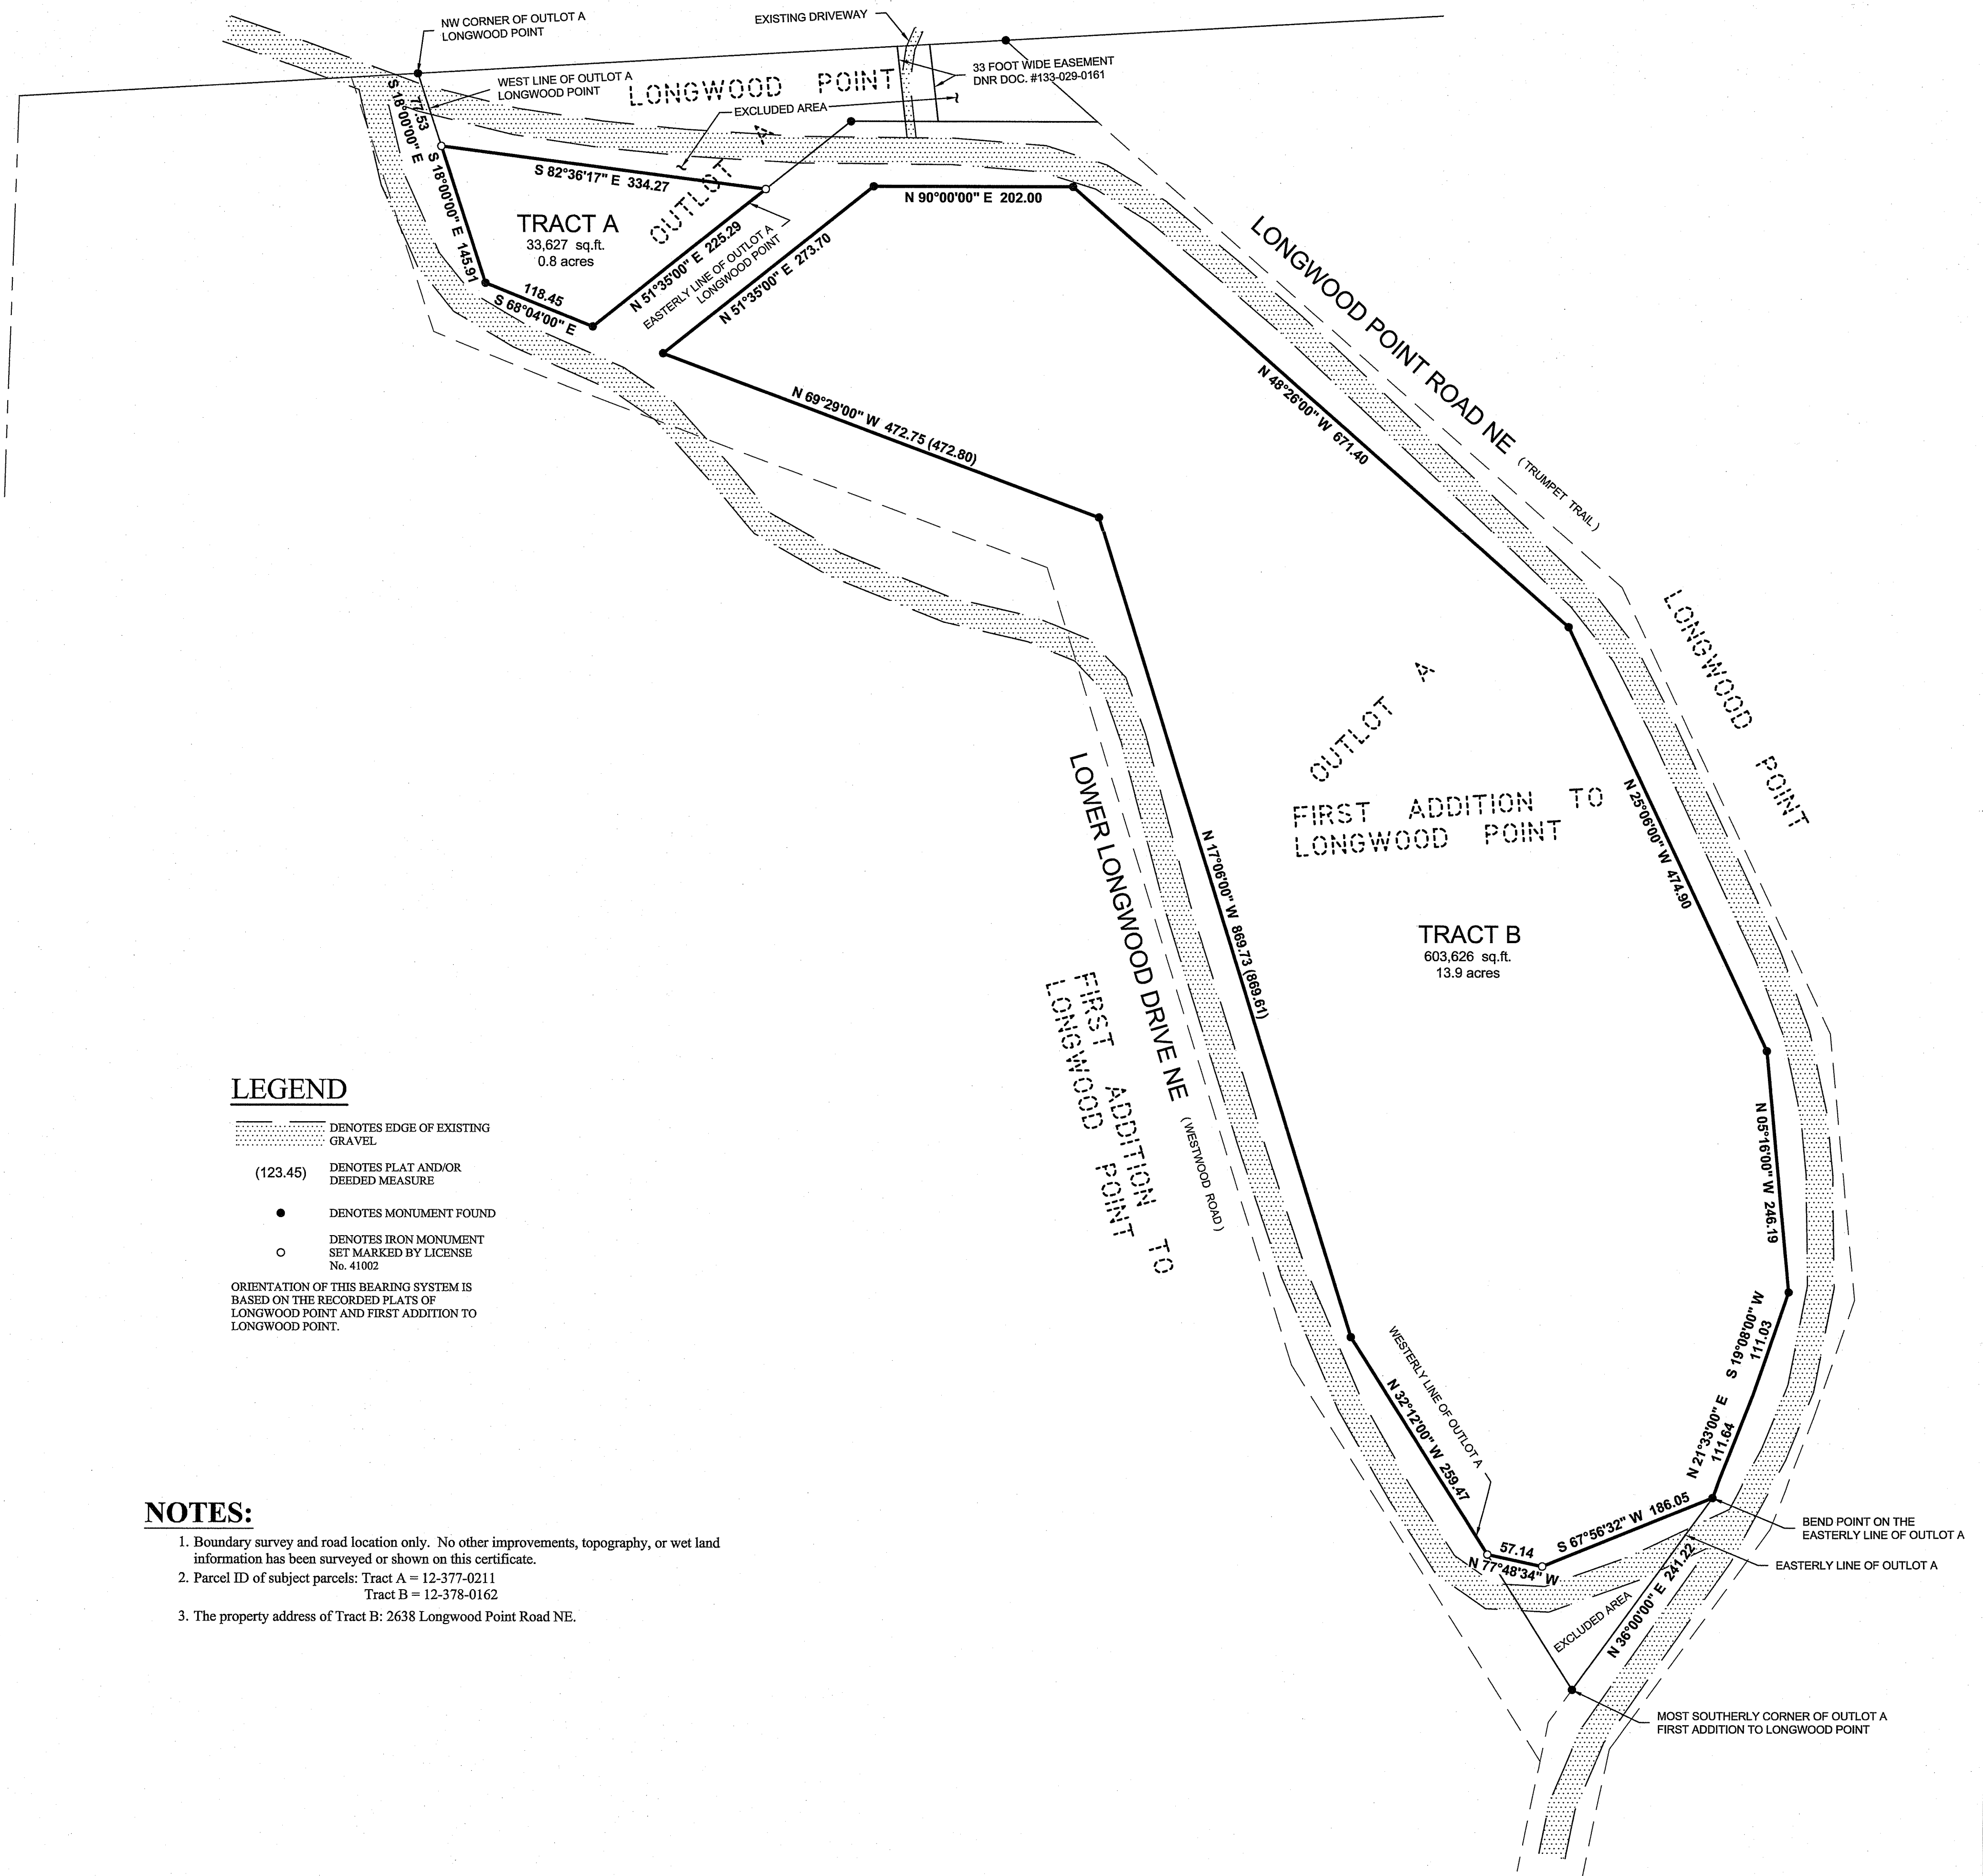 NW CORNER OF OUTLOT A
LONGWOOD POINT
EXISTING DRIVEWAY
WEST LINE OF OUTLOT A
LONGWOOD POINT
LONGWOOD POINT
33 FOOT WIDE EASEMENT
DNR DOC. #133-029-0161
EXCLUDED AREA
77.53
S 18°00'00" E
S 18°00'00" E 145.91
S 82°36'17" E 334.27
OUTLOT A
TRACT A
33,627 sq.ft.
0.8 acres
118.45
S 68°04'00" E
N 51°35'00" E 225.29
EASTERLY LINE OF OUTLOT A
LONGWOOD POINT
N 51°35'00" E 273.70
N 90°00'00" E 202.00
LONGWOOD POINT ROAD NE
(TRUMPET TRAIL)
N 48°26'00" W 671.40
N 69°29'00" W 472.75 (472.80)
LONGWOOD POINT
OUTLOT A
FIRST ADDITION TO
LONGWOOD POINT
N 25°06'00" W 474.90
TRACT B
603,626 sq.ft.
13.9 acres
N 17°06'00" W 869.73 (869.61)
LOWER LONGWOOD DRIVE NE
(WESTWOOD ROAD)
FIRST ADDITION TO
LONGWOOD POINT
N 05°16'00" W 246.19
S 19°08'00" W
111.03
N 21°33'00" E
111.64
WESTERLY LINE OF OUTLOT A
N 32°12'00" W 259.47
57.14
N 77°48'34" W
S 67°56'32" W 186.05
BEND POINT ON THE
EASTERLY LINE OF OUTLOT A
EASTERLY LINE OF OUTLOT A
EXCLUDED AREA
N 36°00'00" E 241.22
MOST SOUTHERLY CORNER OF OUTLOT A
FIRST ADDITION TO LONGWOOD POINT
LEGEND
DENOTES EDGE OF EXISTING
GRAVEL
(123.45)
DENOTES PLAT AND/OR
DEEDED MEASURE
DENOTES MONUMENT FOUND
DENOTES IRON MONUMENT
SET MARKED BY LICENSE
No. 41002
ORIENTATION OF THIS BEARING SYSTEM IS
BASED ON THE RECORDED PLATS OF
LONGWOOD POINT AND FIRST ADDITION TO
LONGWOOD POINT.
NOTES:
1. Boundary survey and road location only. No other improvements, topography, or wet land
information has been surveyed or shown on this certificate.
2. Parcel ID of subject parcels: Tract A = 12-377-0211
Tract B = 12-378-0162
3. The property address of Tract B: 2638 Longwood Point Road NE.